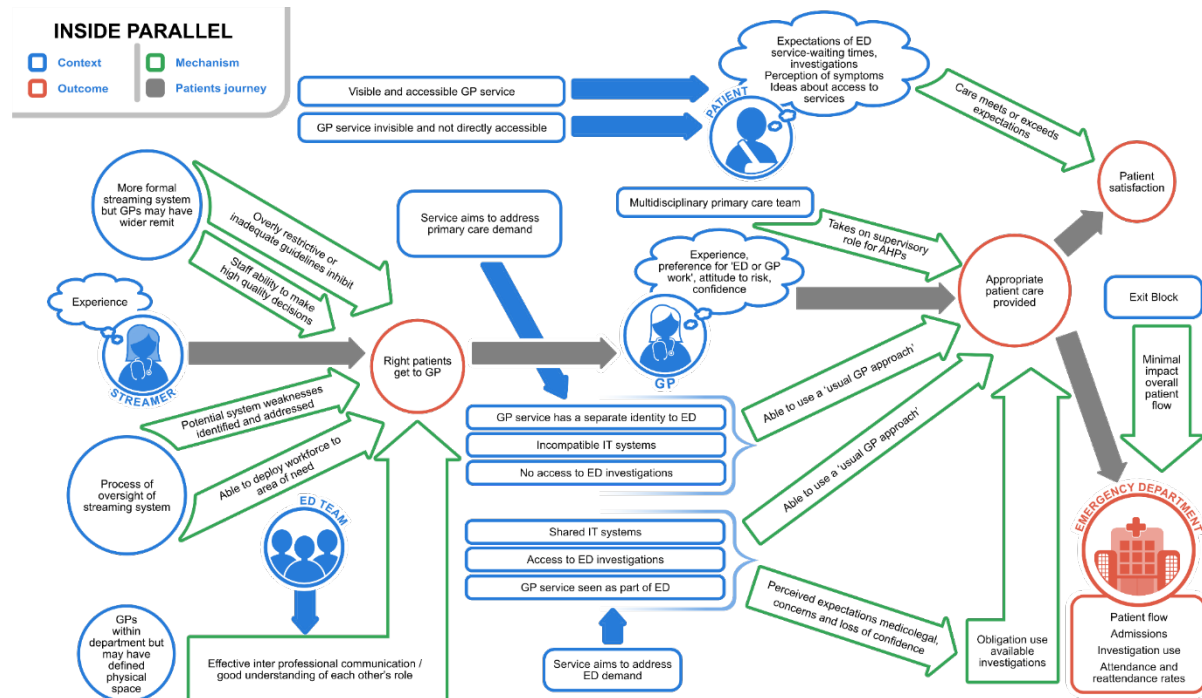 INSIDE PARALLEL
Context
Mechanism
Outcome
Patients journey
Visible and accessible GP service
GP service invisible and not directly accessible
PATIENT
Expectations of ED
service-waiting times,
investigations
Perception of symptoms
Ideas about access to
services
Care meets or exceeds
expectations
Patient
satisfaction
More formal
streaming system
but GPs may have
wider remit
Overly restrictive or
inadequate guidelines inhibit
Staff ability to make
high quality decisions
Service aims to address
primary care demand
Multidisciplinary primary care team
Takes on supervisory
role for AHPs
Experience,
preference for 'ED or GP
work', attitude to risk,
confidence
Appropriate
patient care
provided
Exit Block
Experience
STREAMER
Right patients
get to GP
GP
Minimal
impact
overall
patient
flow
Potential system weaknesses
identified and addressed
Able to deploy workforce to
area of need
Process of
oversight of
streaming system
GP service has a separate identity to ED
Incompatible IT systems
No access to ED investigations
Able to use a 'usual GP approach'
Able to use a 'usual GP approach'
ED TEAM
Shared IT systems
Access to ED investigations
GP service seen as part of ED
Perceived expectations medicolegal,
concerns and loss of confidence
EMERGENCY DEPARTMENT
GPs
within
department but
may have
defined
physical
space
Effective inter professional communication /
good understanding of each other's role
Service aims to address
ED demand
Obligation use
available
investigations
Patient flow
Admissions
Investigation use
Attendance and
reattendance rates